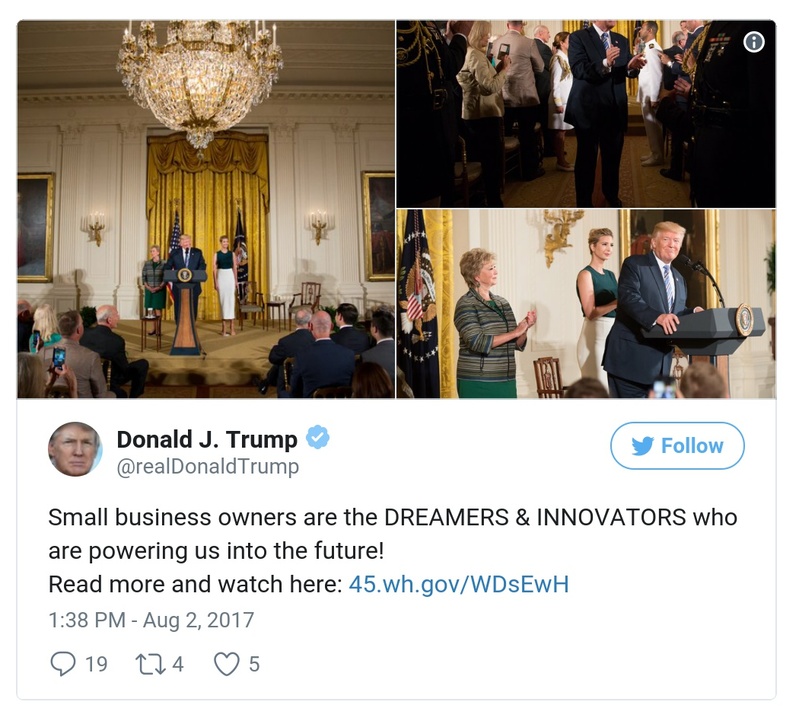 Donald J. Trump
@realDonaldTrump
Follow
Small business owners are the DREAMERS & INNOVATORS who
are powering us into the future!
Read more and watch here: 45.wh.gov/WDsEwH
1:38 PM - Aug 2, 2017
19 4 5